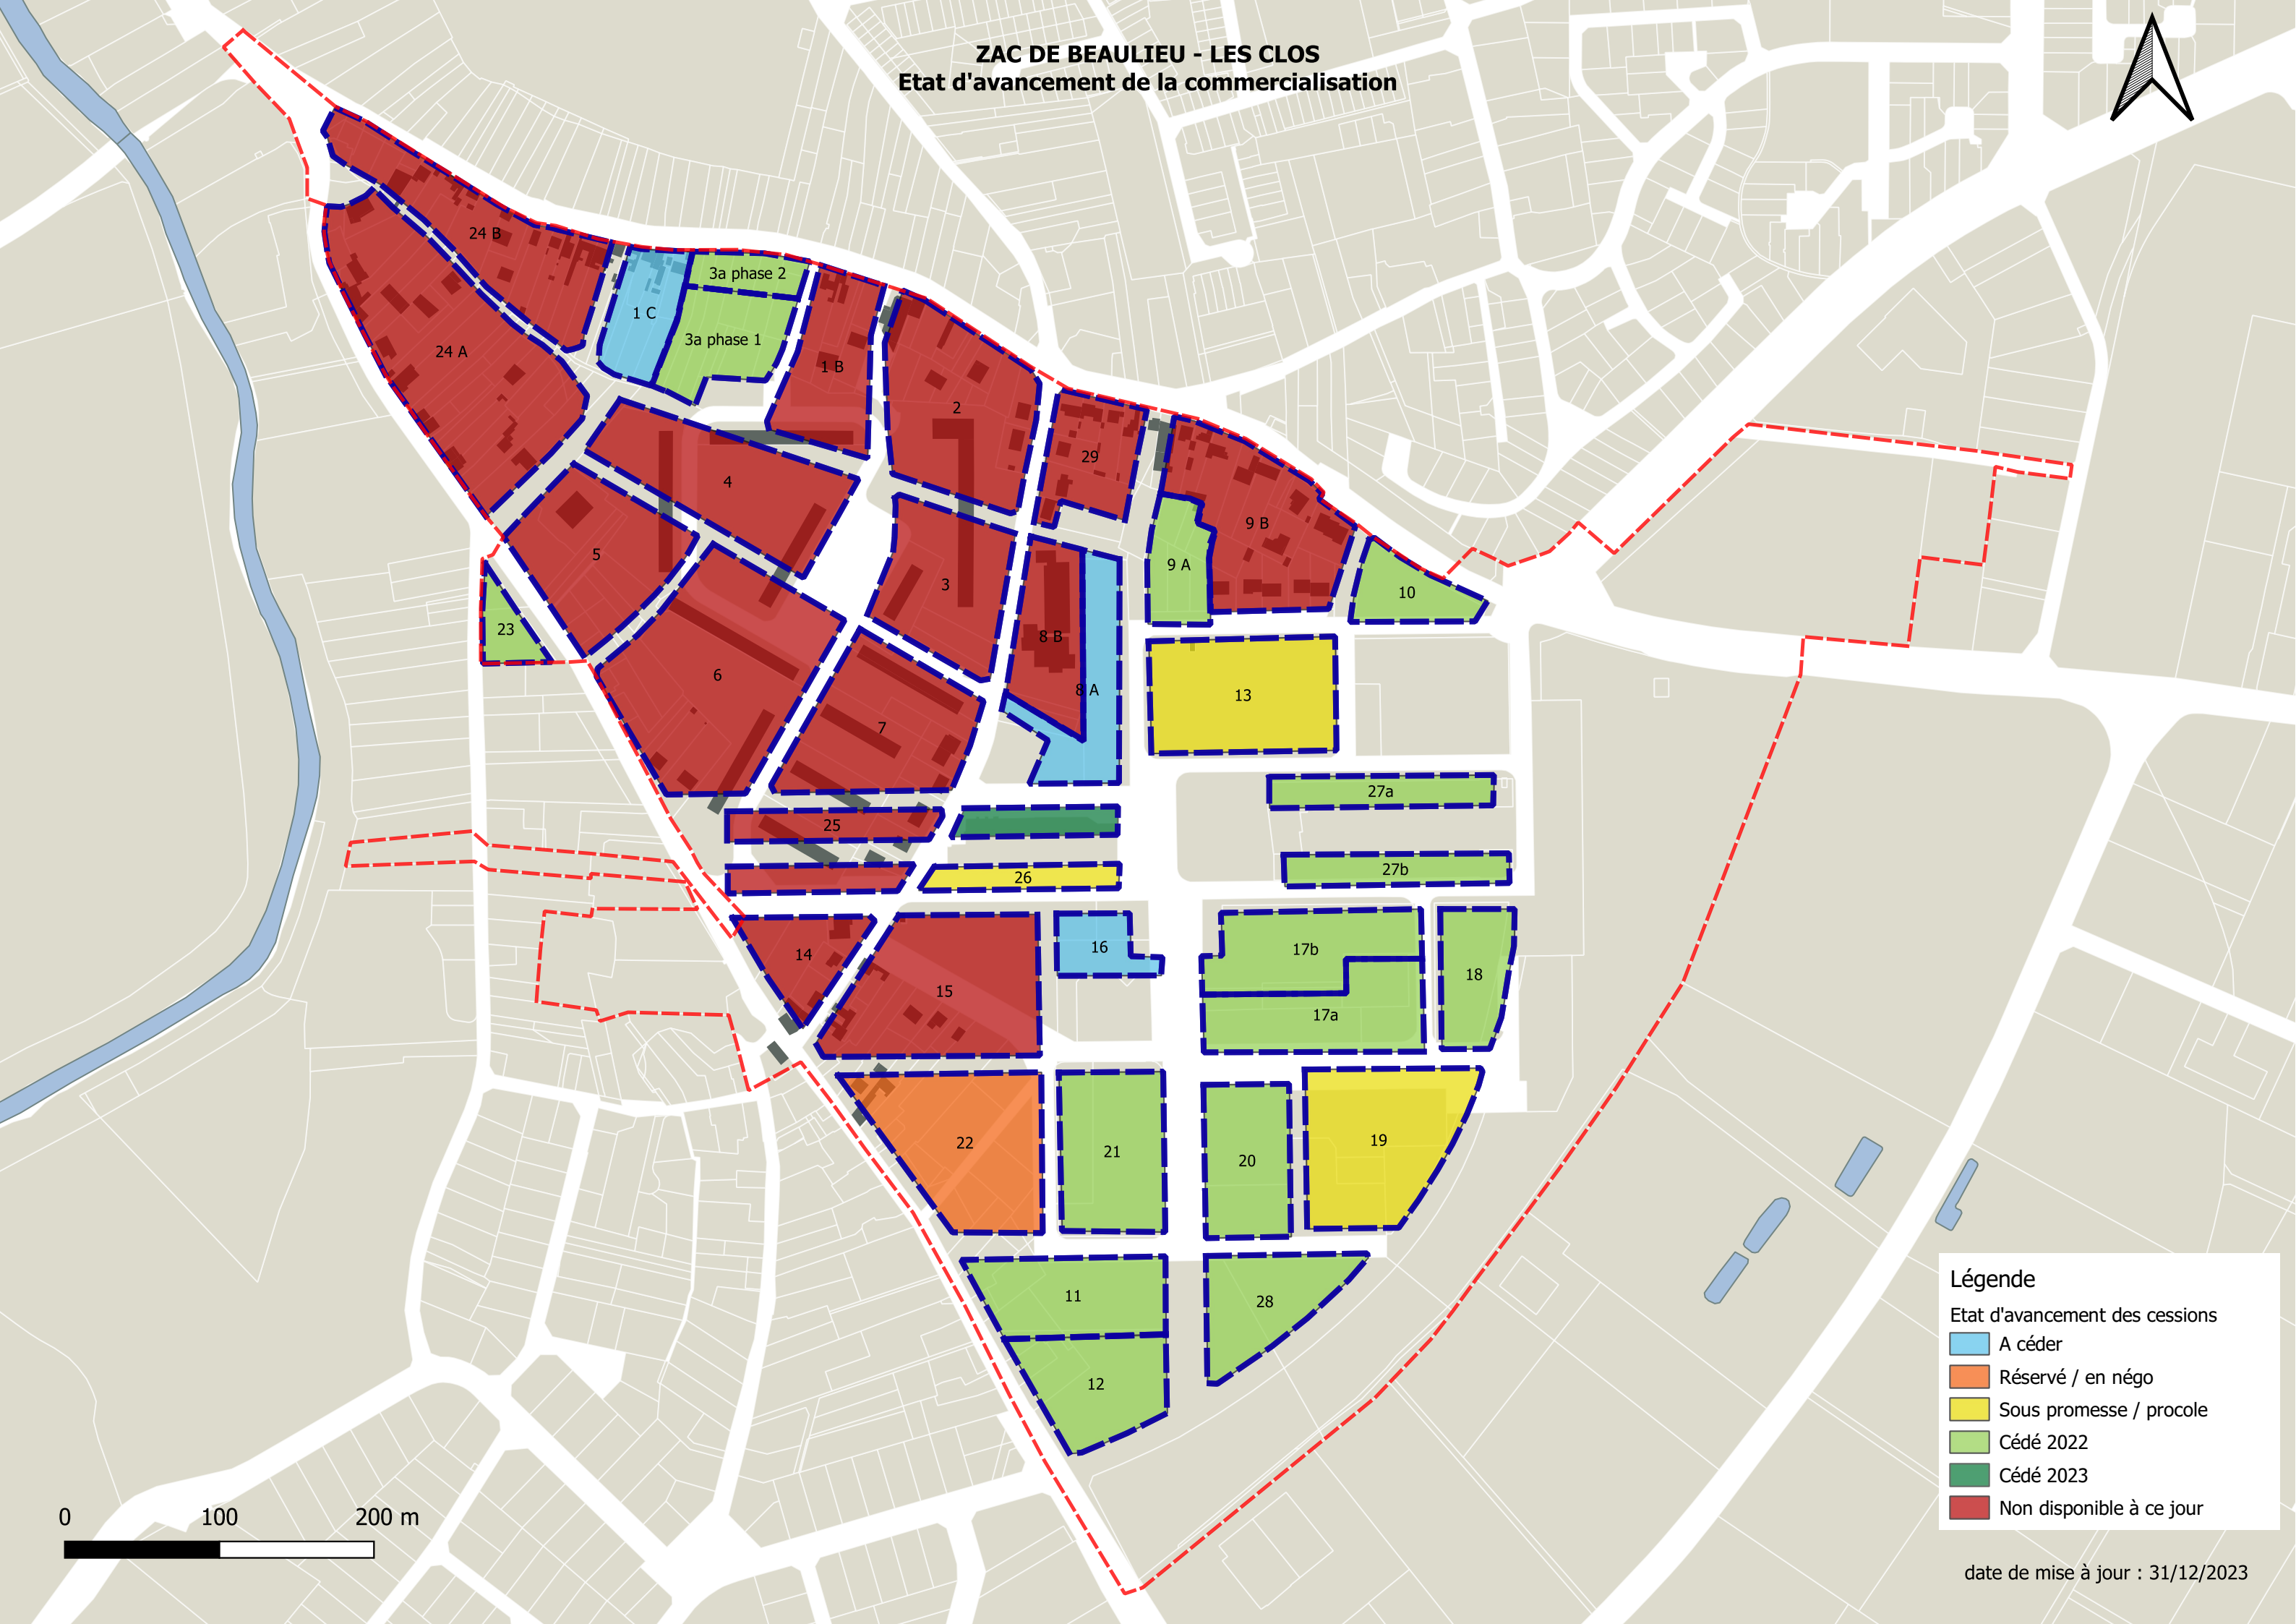 ZAC DE BEAULIEU - LES CLOS
Etat d'avancement de la commercialisation
24 B
3a phase 2
1 C
3a phase 1
24 A
1 B
2
29
4
9 B
5
9 A
3
10
23
8 B
6
8 A
13
7
27a
25
27b
26
16
17b
14
18
15
17a
22
21
20
19
11
28
12
Légende
Etat d'avancement des cessions
A céder
Réservé / en négo
Sous promesse / procole
Cédé 2022
Cédé 2023
Non disponible à ce jour
0 100 200 m
date de mise à jour : 31/12/2023